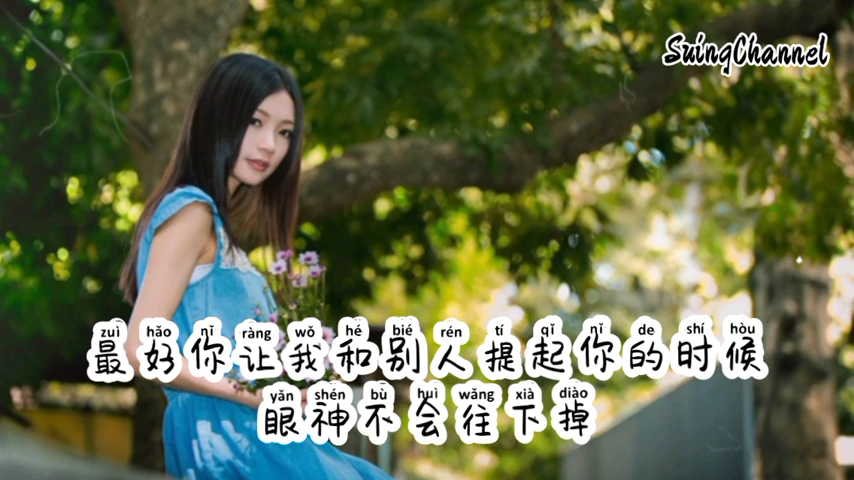 SuingChannel
zuì hǎo nǐ ràng wǒ hé bié rén tí qǐ nǐ de shí hòu
最好你让我和别人提起你的时候
yǎn shén bù huì wǎng xià diào
眼神不会往下掉